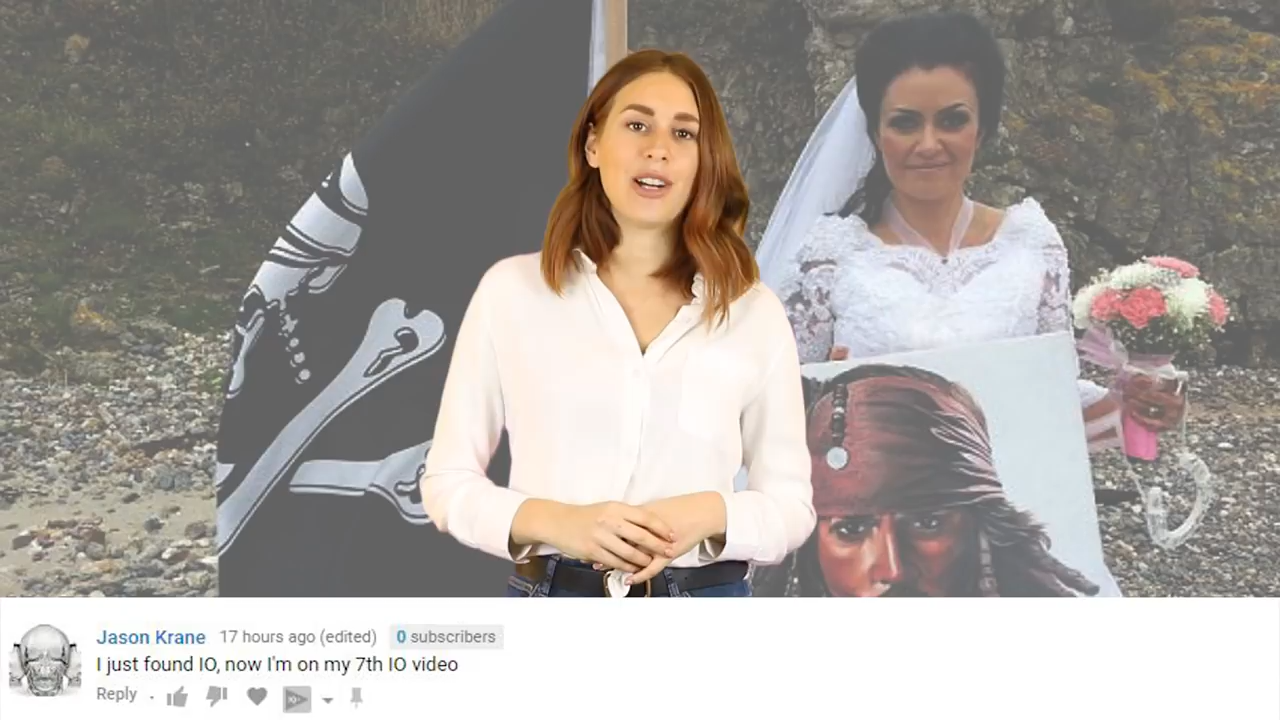 Jason Krane 17 hours ago (edited) 0 subscribers
I just found IO, now I'm on my 7th IO video
Reply